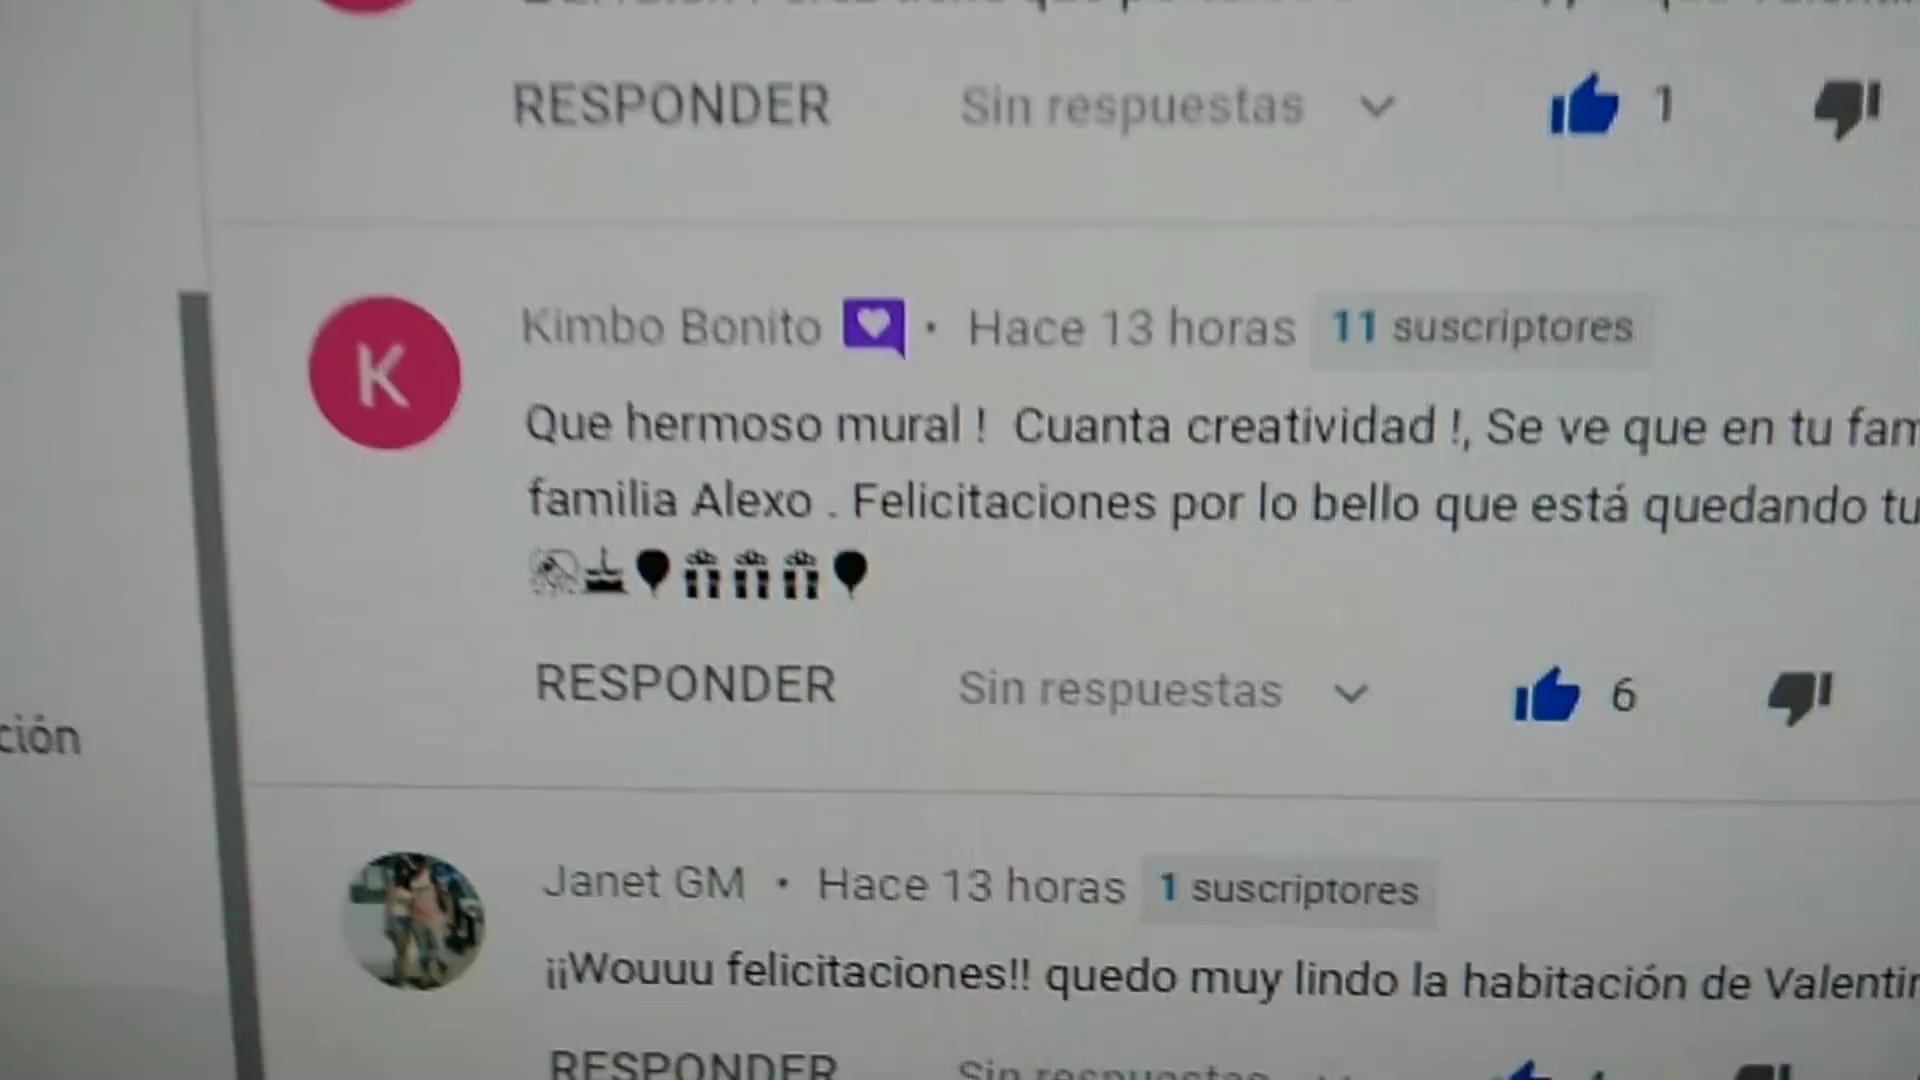 RESPONDER Sin respuestas 1
Kimbo Bonito · Hace 13 horas 11 suscriptores
K
Que hermoso mural ! Cuanta creatividad !, Se ve que en tu
familia Alexo . Felicitaciones por lo bello que está quedando tu
RESPONDER Sin respuestas 6
ción
Janet GM · Hace 13 horas 1 suscriptores
¡¡Wouuu felicitaciones!! quedo muy lindo la habitación de
RESPONDER Sin respuestas